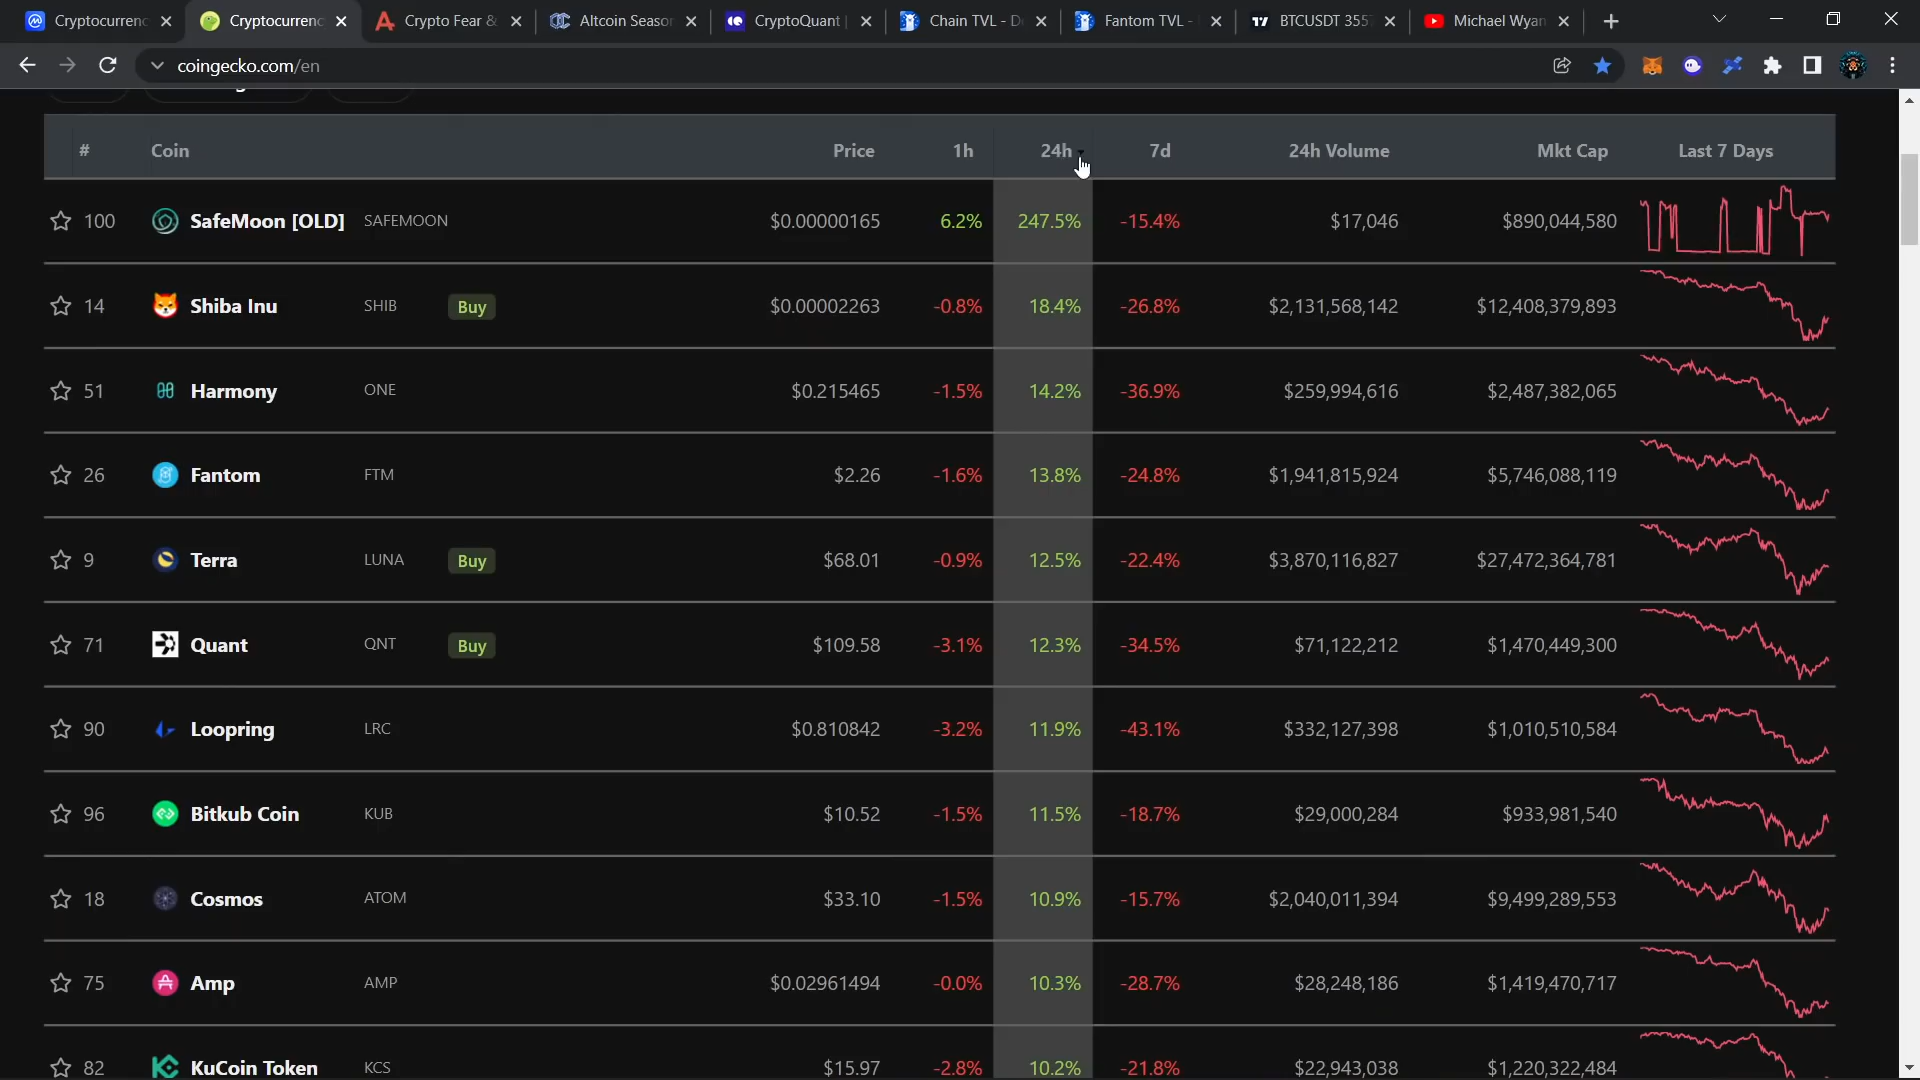 Cryptocurrenc
Cryptocurrenc
Crypto Fear &
Altcoin Season
CryptoQuant |
Chain TVL - De
Fantom TVL -
BTCUSDT 355
Michael Wyan
coingecko.com/en
# Coin Price 1h 24h 7d 24h Volume Mkt Cap Last 7 Days
100 SafeMoon [OLD] SAFEMOON $0.00000165 6.2% 247.5% -15.4% $17,046 $890,044,580
14 Shiba Inu SHIB Buy $0.00002263 -0.8% 18.4% -26.8% $2,131,568,142 $12,408,379,893
51 Harmony ONE $0.215465 -1.5% 14.2% -36.9% $259,994,616 $2,487,382,065
26 Fantom FTM $2.26 -1.6% 13.8% -24.8% $1,941,815,924 $5,746,088,119
9 Terra LUNA Buy $68.01 -0.9% 12.5% -22.4% $3,870,116,827 $27,472,364,781
71 Quant QNT Buy $109.58 -3.1% 12.3% -34.5% $71,122,212 $1,470,449,300
90 Loopring LRC $0.810842 -3.2% 11.9% -43.1% $332,127,398 $1,010,510,584
96 Bitkub Coin KUB $10.52 -1.5% 11.5% -18.7% $29,000,284 $933,981,540
18 Cosmos ATOM $33.10 -1.5% 10.9% -15.7% $2,040,011,394 $9,499,289,553
75 Amp AMP $0.02961494 -0.0% 10.3% -28.7% $28,248,186 $1,419,470,717
82 KuCoin Token KCS $15.97 -2.8% 10.2% -21.8% $22,943,038 $1,220,322,484